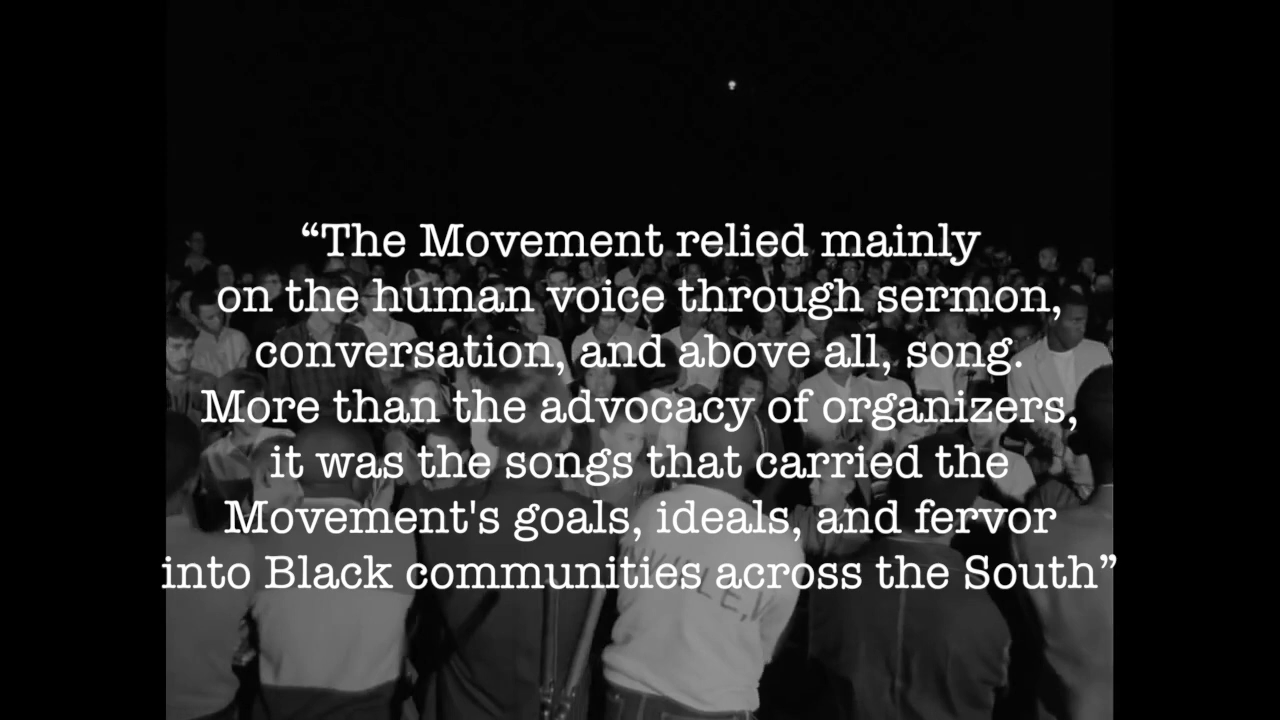 “The Movement relied mainly
on the human voice through sermon,
conversation, and above all, song.
More than the advocacy of organizers,
it was the songs that carried the
Movement's goals, ideals, and fervor
into Black communities across the South”